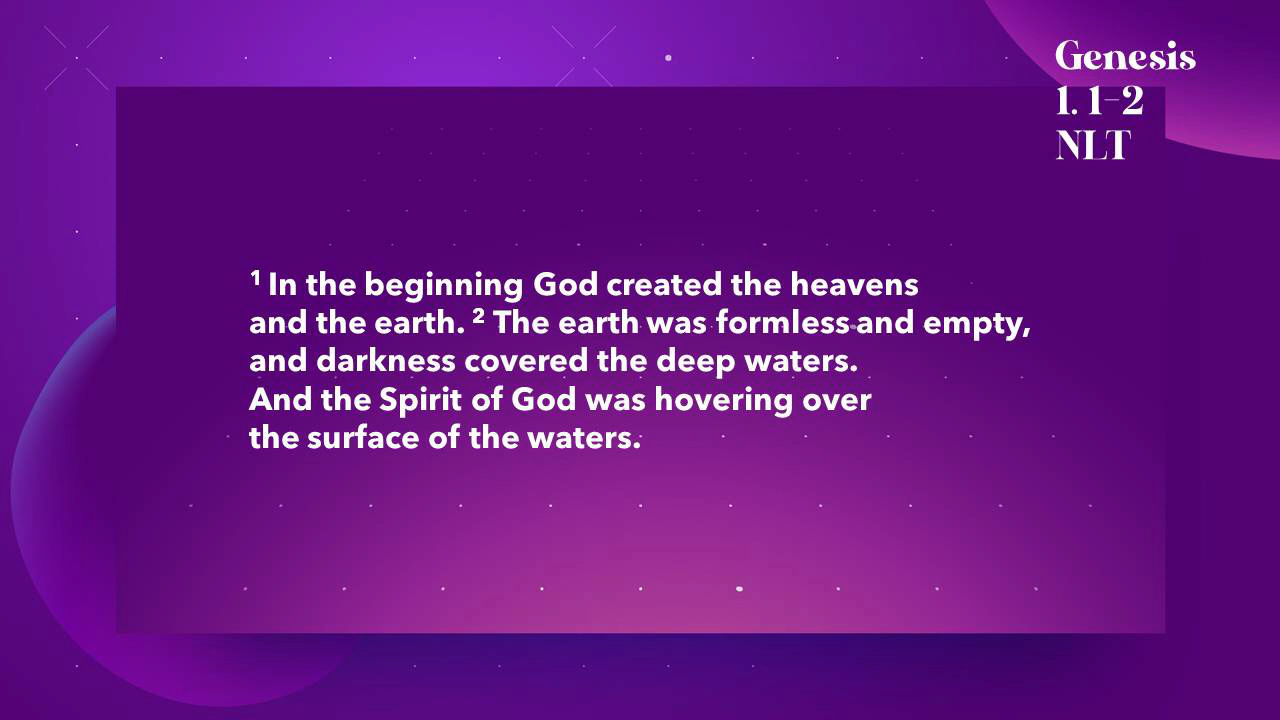 Genesis
1. 1–2
NLT
¹ In the beginning God created the heavens
and the earth. ² The earth was formless and empty,
and darkness covered the deep waters.
And the Spirit of God was hovering over
the surface of the waters.